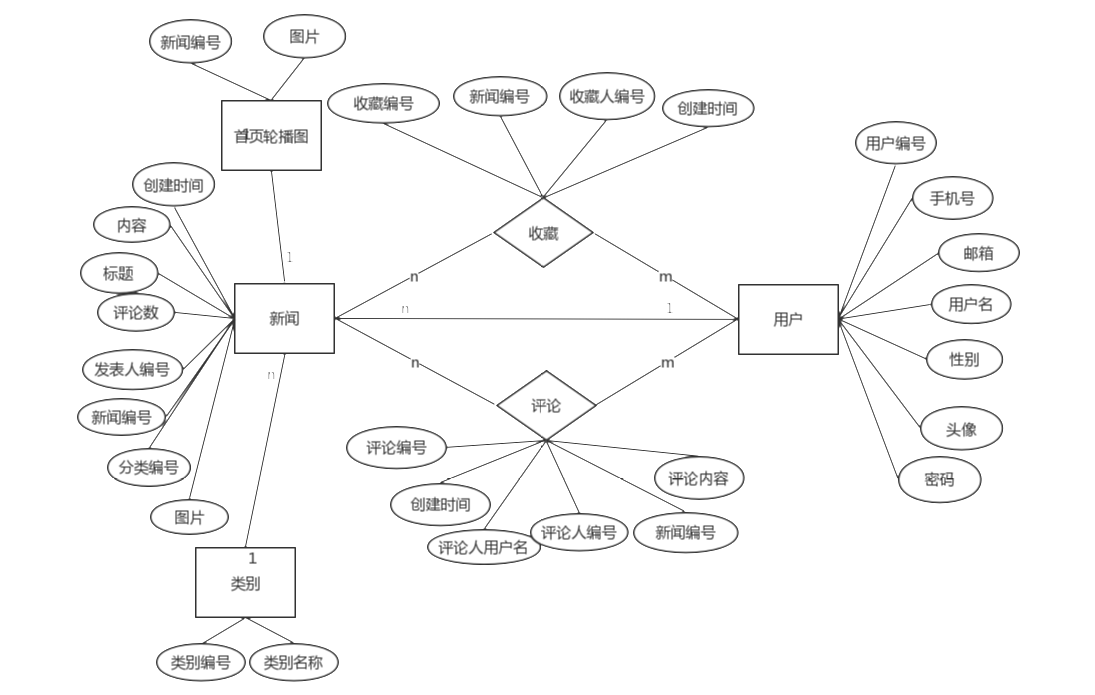 新闻编号
图片
收藏编号
新闻编号
收藏人编号
创建时间
1
首页轮播图
用户编号
创建时间
手机号
内容
收藏
标题
邮箱
1
n
m
评论数
新闻
n
1
用户
用户名
发表人编号
n
n
m
性别
新闻编号
评论
头像
分类编号
评论编号
评论内容
密码
图片
创建时间
评论人用户名
评论人编号
新闻编号
1
类别
类别编号
类别名称